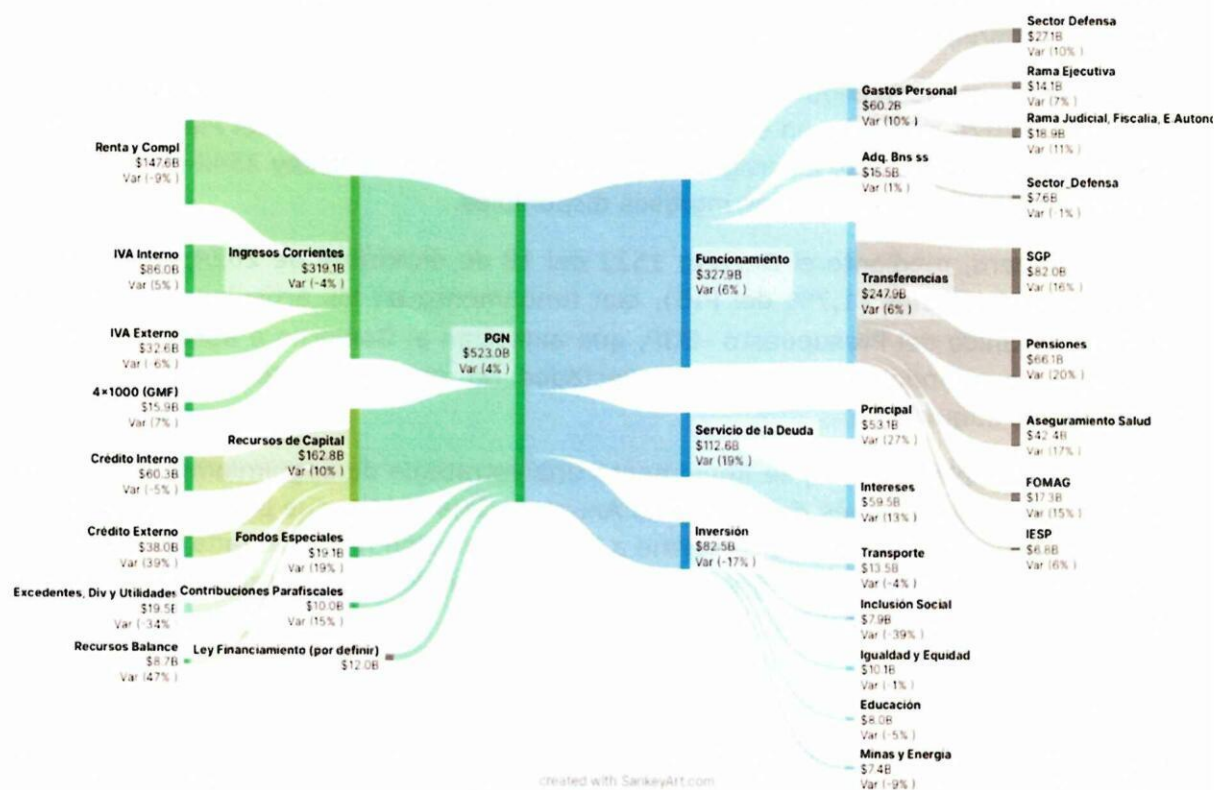 Renta y Compl
$147.6B
Var (-9% )
IVA Interno
$86.0B
Var (5% )
IVA Externo
$32.6B
Var (-6% )
4×1000 (GMF)
$15.9B
Var (7% )
Crédito Interno
$60.3B
Var (-5% )
Crédito Externo
$38.0B
Var (39% )
Excedentes, Div y Utilidades
$19.5B
Var (-34% )
Recursos Balance
$8.7B
Var (47% )
Ingresos Corrientes
$319.1B
Var (-4% )
Recursos de Capital
$162.8B
Var (10% )
Fondos Especiales
$19.1B
Var (19% )
Contribuciones Parafiscales
$10.0B
Var (15% )
Ley Financiamiento (por definir)
$12.0B
PGN
$523.0B
Var (4% )
Funcionamiento
$327.9B
Var (6% )
Servicio de la Deuda
$112.6B
Var (19% )
Inversión
$82.5B
Var (-17% )
Gastos Personal
$60.2B
Var (10% )
Adq. Bns ss
$15.5B
Var (1% )
Transferencias
$247.9B
Var (6% )
Principal
$53.1B
Var (27% )
Intereses
$59.5B
Var (13% )
Transporte
$13.5B
Var (-4% )
Inclusión Social
$7.9B
Var (-39% )
Igualdad y Equidad
$10.1B
Var (-1% )
Educación
$8.0B
Var (-5% )
Minas y Energía
$7.4B
Var (-9% )
Sector Defensa
$27.1B
Var (10% )
Rama Ejecutiva
$14.1B
Var (7% )
Rama Judicial, Fiscalia, E.Autono
$18.9B
Var (11% )
Sector_Defensa
$7.6B
Var (-1% )
SGP
$82.0B
Var (16% )
Pensiones
$66.1B
Var (20% )
Aseguramiento Salud
$42.4B
Var (17% )
FOMAG
$17.3B
Var (15% )
IESP
$6.8B
Var (6% )
created with SankeyArt.com